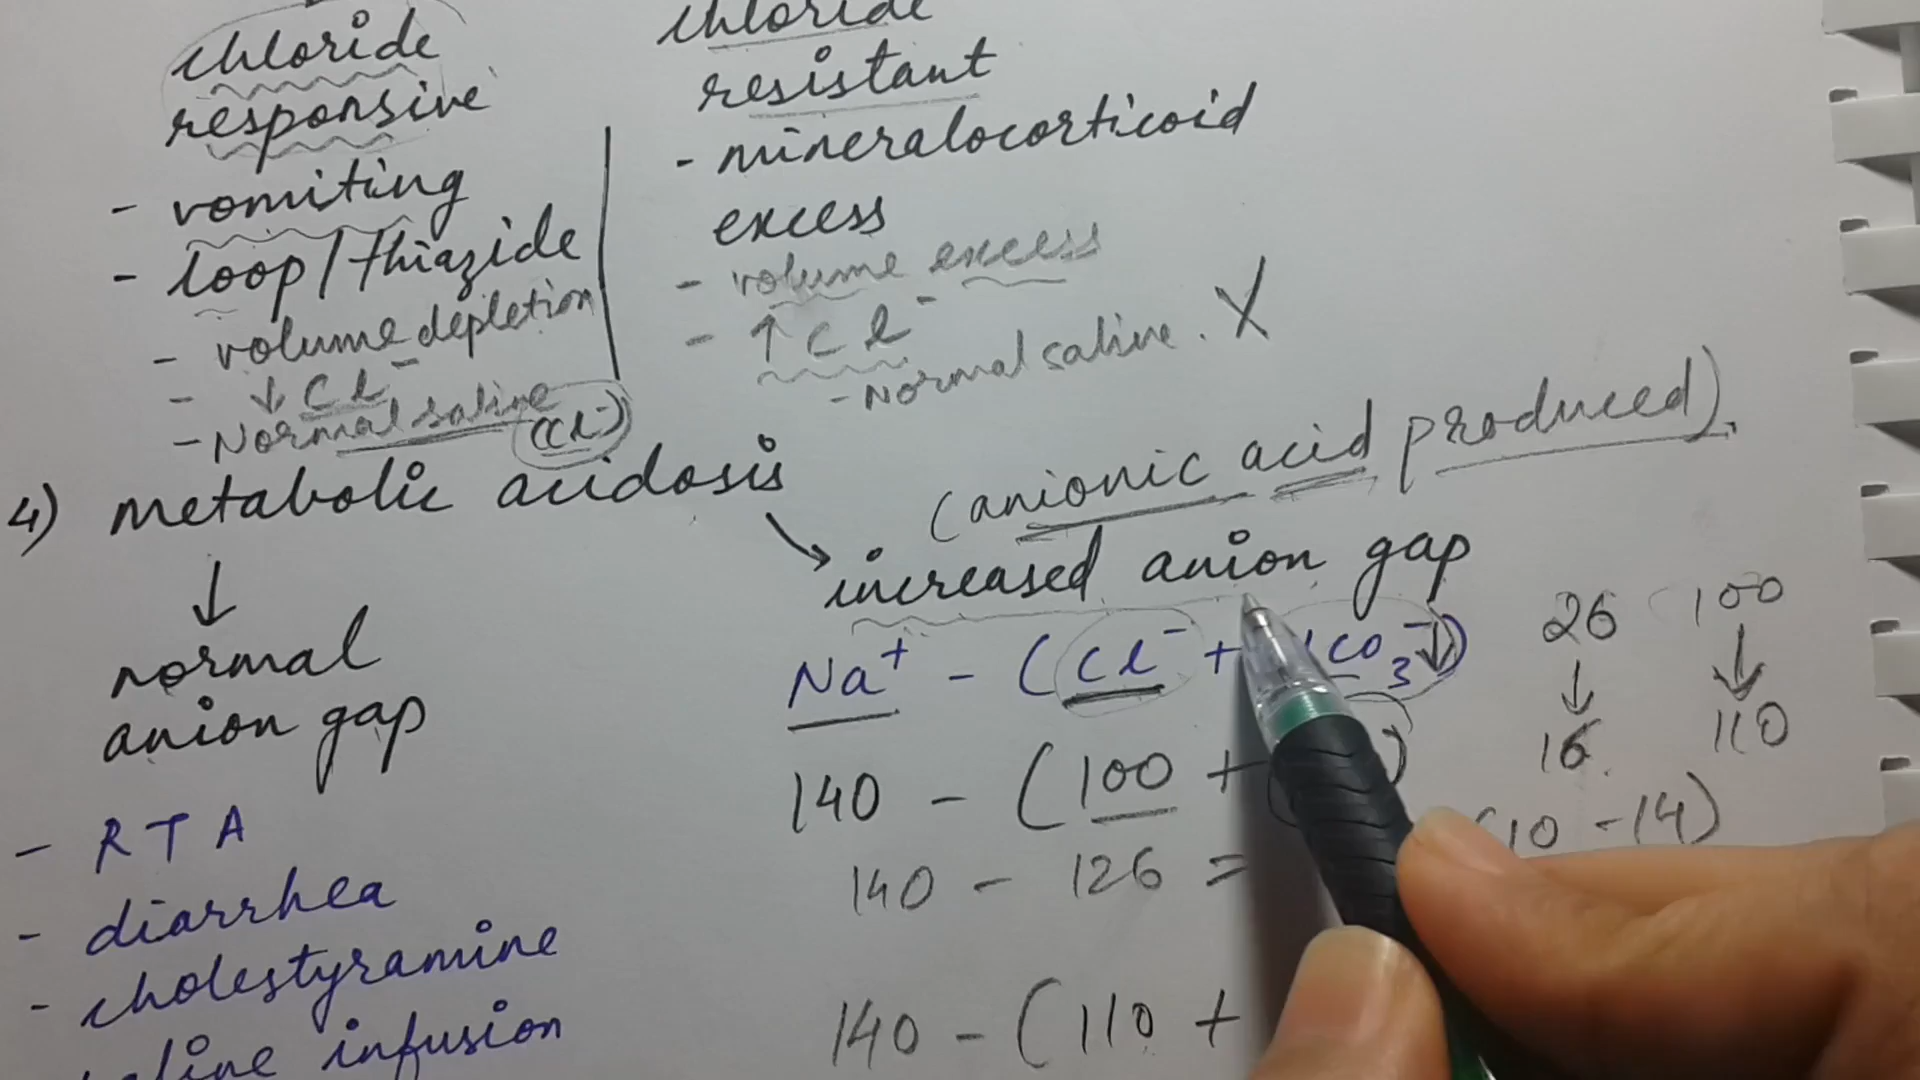 chloride
responsive
- vomiting
- loop/thiazide
- volume depletion
- ↓ Cl⁻
- Normal saline
(Cl⁻)
chloride
resistant
- mineralocorticoid
excess
- volume excess
- ↑ Cl⁻
- Normal saline. X
4) metabolic acidosis
↓
normal
anion gap
- RTA
- diarrhea
- cholestyramine
infusion
(anionic acid produced).
increased anion gap
Na⁺ - (Cl⁻ + CO₃⁻↓)
140 - (100 + )
140 - 126 =
140 - (110 +
26 100
↓ ↓
16. 110
(10 - 14)